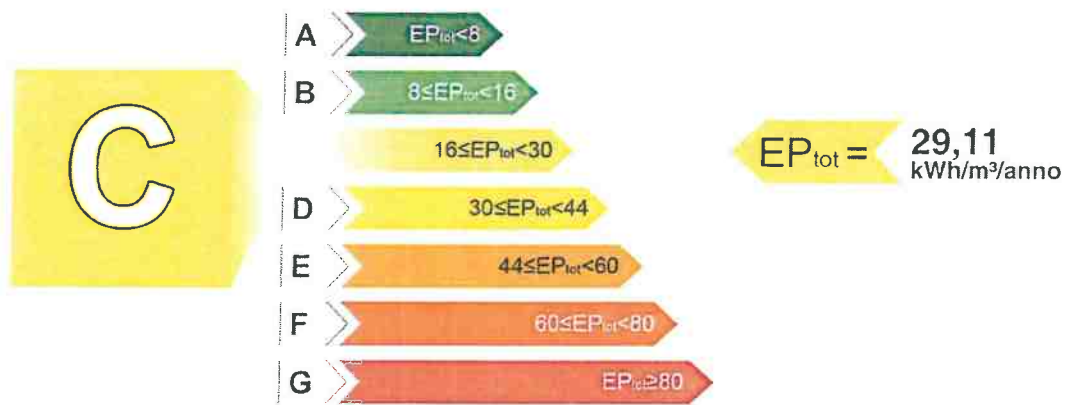 A EPtot<8
B 8≤EPtot<16
C 16≤EPtot<30
D 30≤EPtot<44
E 44≤EPtot<60
F 60≤EPtot<80
G EPtot≥80
EPtot = 29,11
kWh/m³/anno